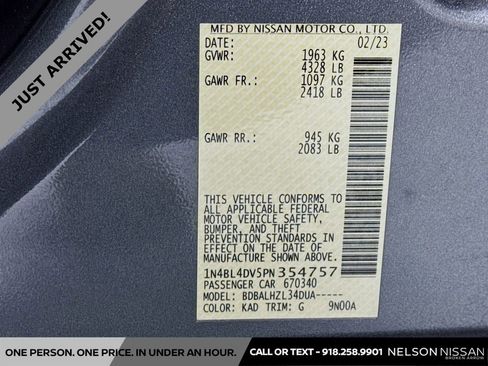 JUST ARRIVED!
MFD BY NISSAN MOTOR CO., LTD.
DATE: 02/23
GVWR: 1963 KG
4328 LB
GAWR FR.: 1097 KG
2418 LB
GAWR RR.: 945 KG
2083 LB
THIS VEHICLE CONFORMS TO
ALL APPLICABLE FEDERAL
MOTOR VEHICLE SAFETY,
BUMPER, AND THEFT
PREVENTION STANDARDS IN
EFFECT ON THE DATE OF
MANUFACTURE SHOWN ABOVE.
1N4BL4DV5PN354757
PASSENGER CAR 670340
MODEL: BDBALHZL34DUA-----
COLOR: KAD TRIM: G 9N00A
ONE PERSON. ONE PRICE. IN UNDER AN HOUR. CALL OR TEXT - 918.258.9901 NELSON NISSAN
BROKEN ARROW